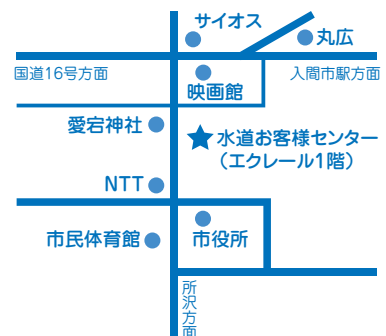 サイオス
丸広
国道16号方面
入間市駅方面
映画館
愛宕神社
水道お客様センター
（エクレール1階）
NTT
市民体育館
市役所
所沢方面